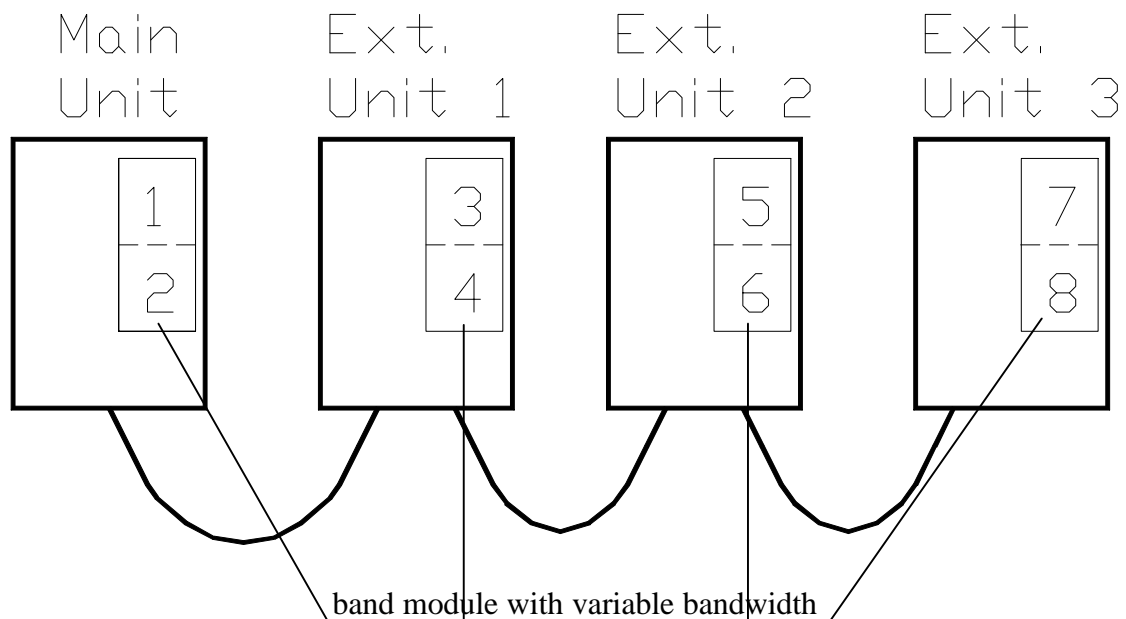 Main Unit
Ext. Unit 1
Ext. Unit 2
Ext. Unit 3
1
2
3
4
5
6
7
8
band module with variable bandwidth